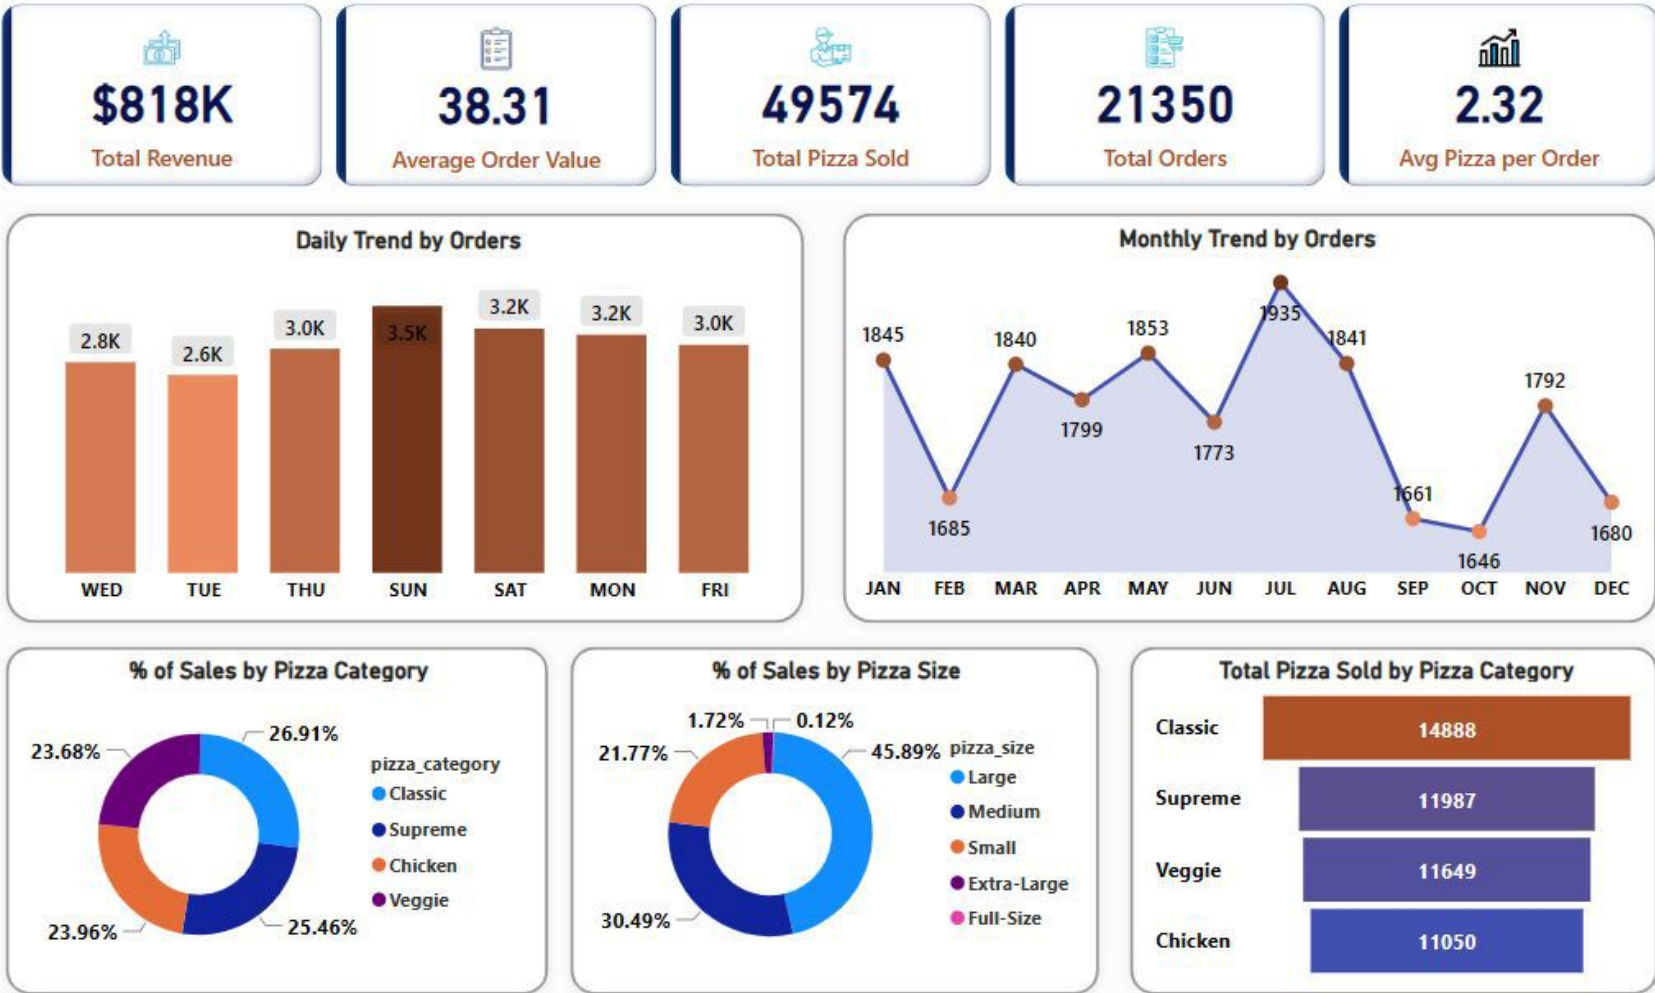 $818K
Total Revenue
38.31
Average Order Value
49574
Total Pizza Sold
21350
Total Orders
2.32
Avg Pizza per Order
Daily Trend by Orders
2.8K
2.6K
3.0K
3.5K
3.2K
3.2K
3.0K
WED TUE THU SUN SAT MON FRI
Monthly Trend by Orders
1845
1685
1840
1799
1853
1773
1935
1841
1661
1646
1792
1680
JAN FEB MAR APR MAY JUN JUL AUG SEP OCT NOV DEC
% of Sales by Pizza Category
26.91%
23.68%
23.96%
25.46%
pizza_category
Classic
Supreme
Chicken
Veggie
% of Sales by Pizza Size
1.72%
0.12%
21.77%
45.89%
30.49%
pizza_size
Large
Medium
Small
Extra-Large
Full-Size
Total Pizza Sold by Pizza Category
Classic 14888
Supreme 11987
Veggie 11649
Chicken 11050